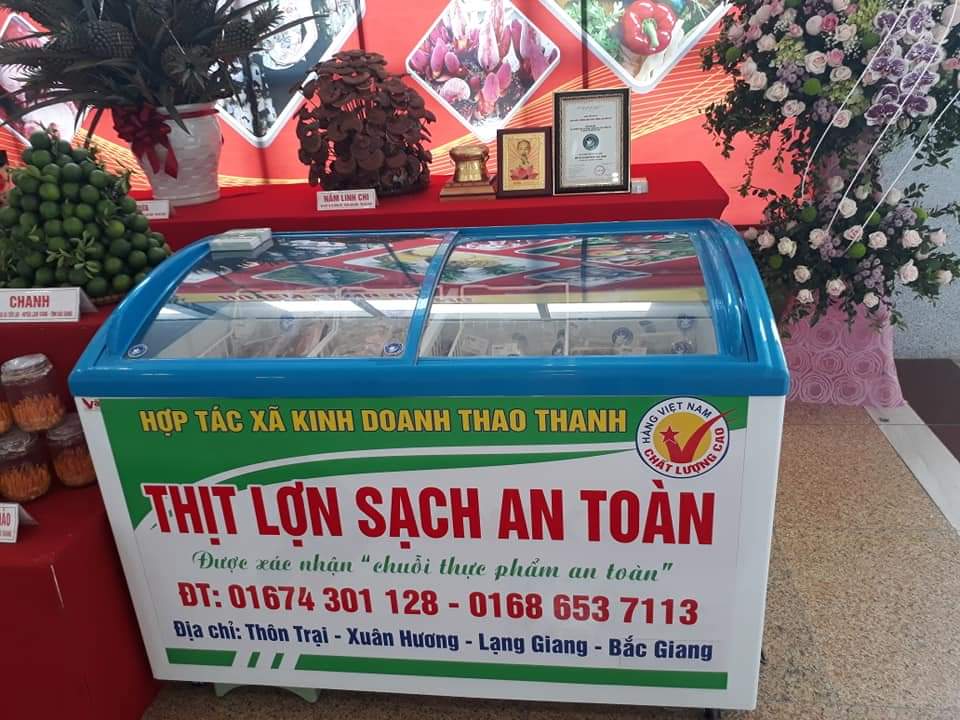 NẤM LINH CHI
CHANH
HỢP TÁC XÃ KINH DOANH THAO THANH
HÀNG VIỆT NAM
CHẤT LƯỢNG CAO
THỊT LỢN SẠCH AN TOÀN
Được xác nhận "chuỗi thực phẩm an toàn"
ĐT: 01674 301 128 - 0168 653 7113
Địa chỉ: Thôn Trại - Xuân Hương - Lạng Giang - Bắc Giang